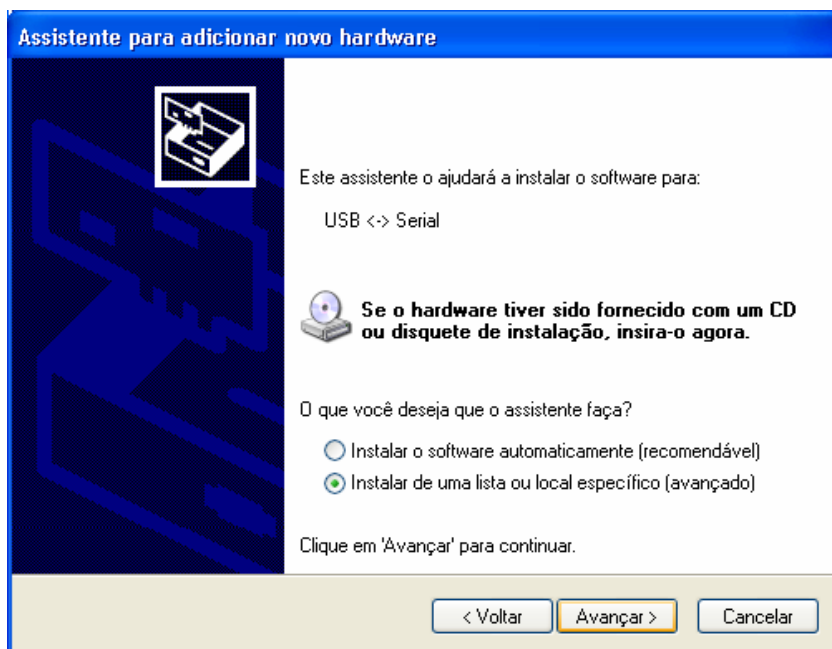 Assistente para adicionar novo hardware
Este assistente o ajudará a instalar o software para:
USB <-> Serial
Se o hardware tiver sido fornecido com um CD
ou disquete de instalação, insira-o agora.
O que você deseja que o assistente faça?
Instalar o software automaticamente (recomendável)
Instalar de uma lista ou local específico (avançado)
Clique em 'Avançar' para continuar.
< Voltar
Avançar >
Cancelar